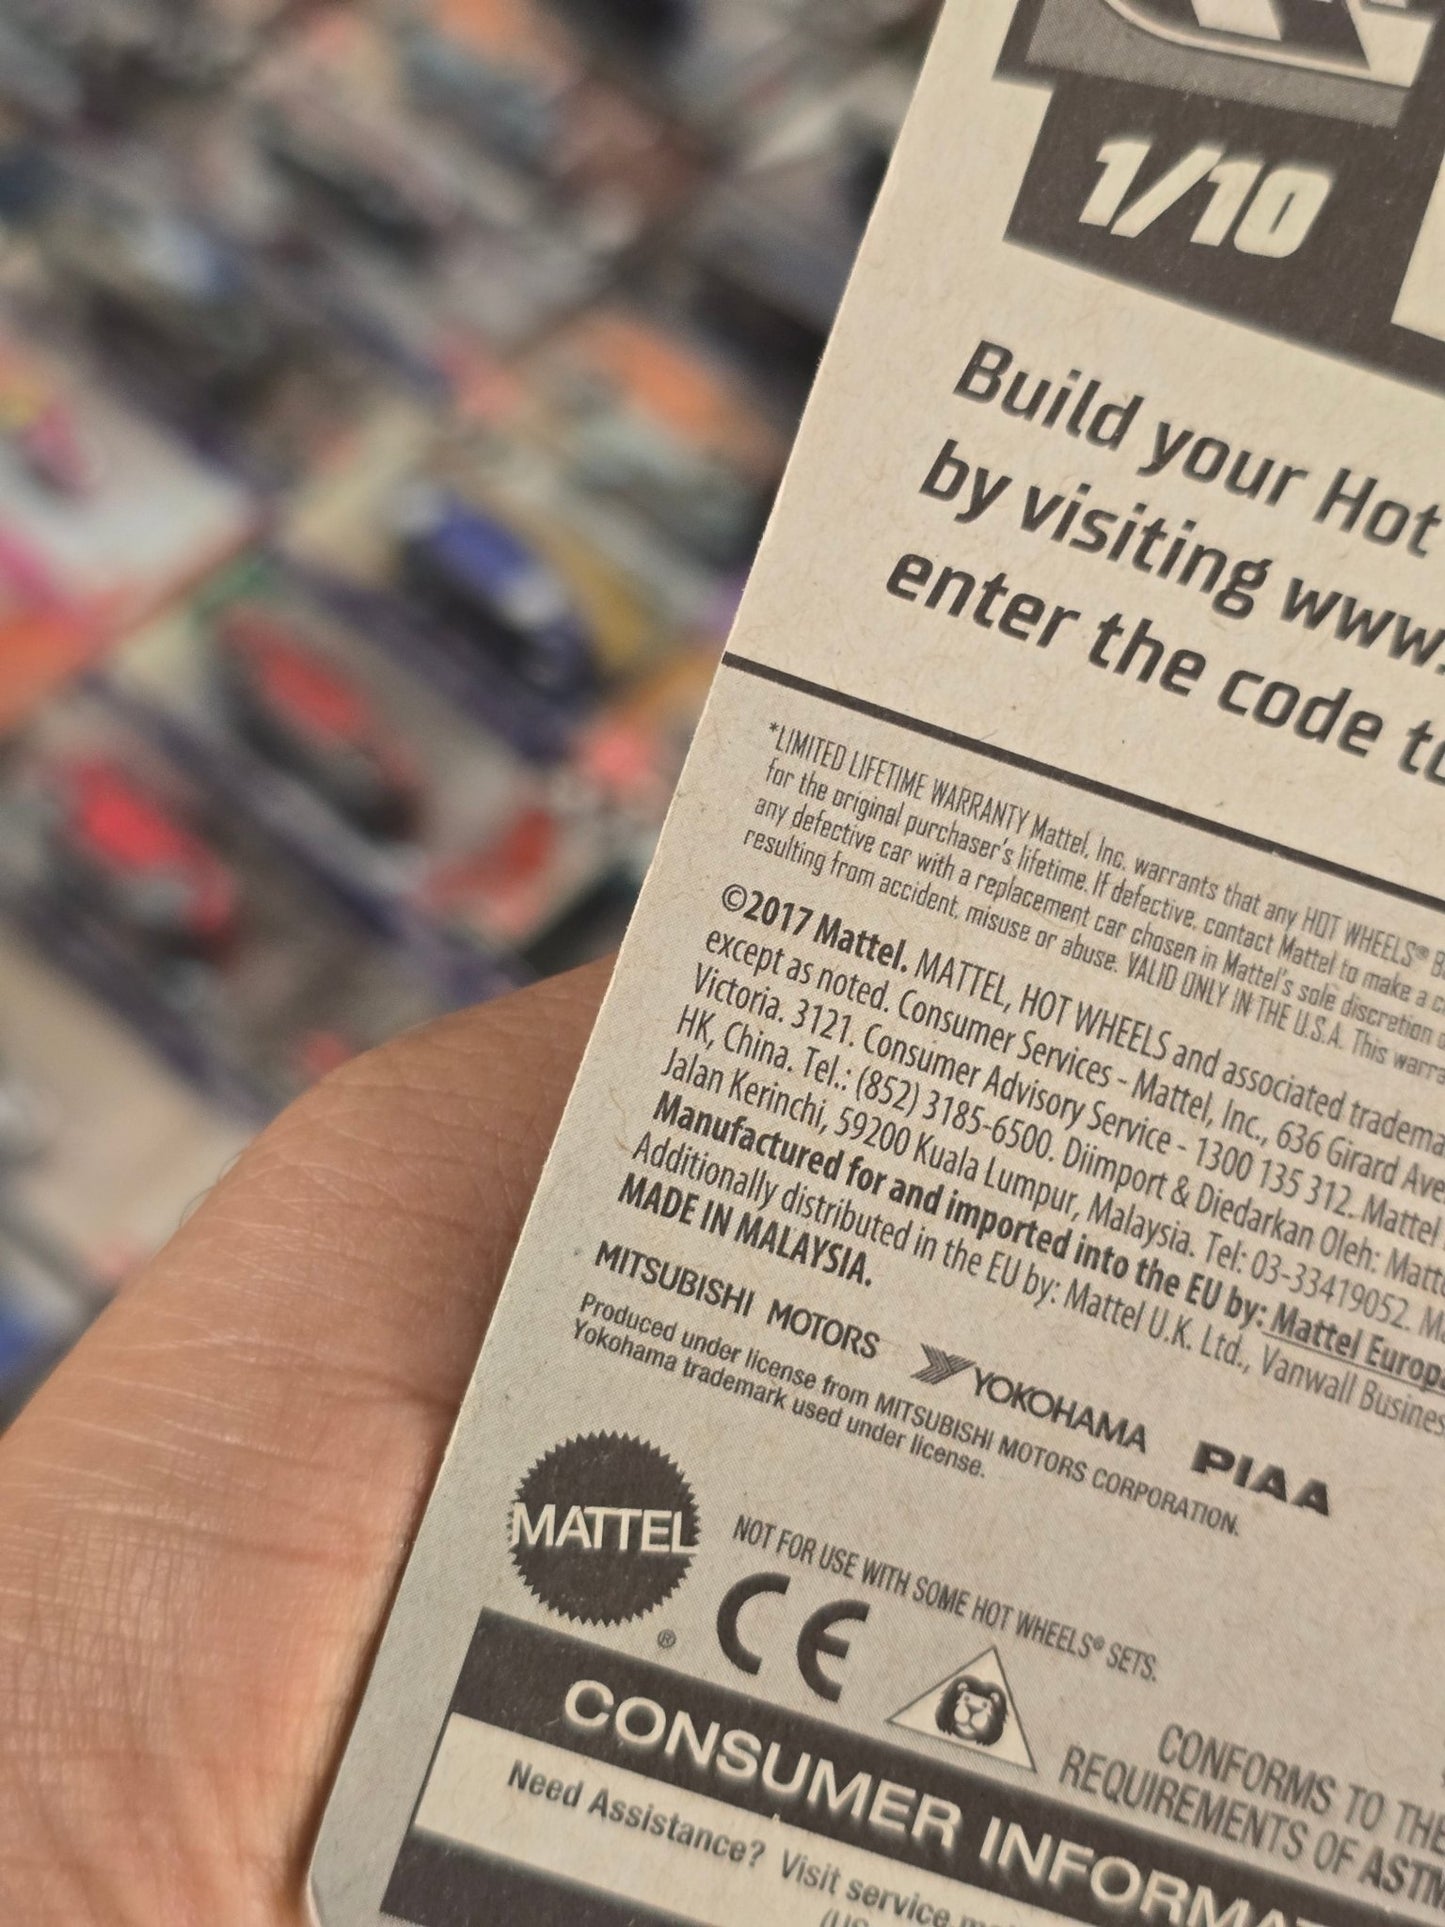 1/10
Build your Hot
by visiting www.
enter the code to
*LIMITED LIFETIME WARRANTY Mattel, Inc. warrants that any HOT WHEELS®
for the original purchaser's lifetime. If defective, contact Mattel to make a
any defective car with a replacement car chosen in Mattel's sole discretion
resulting from accident, misuse or abuse. VALID ONLY IN THE U.S.A. This
©2017 Mattel. MATTEL, HOT WHEELS and associated
except as noted. Consumer Services - Mattel, Inc., 636 Girard
Victoria. 3121. Consumer Advisory Service - 1300 135 312. Mattel
HK, China. Tel.: (852) 3185-6500. Diimport & Diedarkan Oleh:
Jalan Kerinchi, 59200 Kuala Lumpur, Malaysia. Tel: 03-33419052.
Manufactured for and imported into the EU by: Mattel
Additionally distributed in the EU by: Mattel U.K. Ltd., Vanwall
MADE IN MALAYSIA.
MITSUBISHI MOTORS YOKOHAMA PIAA
Produced under license from MITSUBISHI MOTORS CORPORATION.
Yokohama trademark used under license.
MATTEL ®
NOT FOR USE WITH SOME HOT WHEELS® SETS.
CE
CONFORMS TO THE
REQUIREMENTS OF ASTM
CONSUMER INFORMA
Need Assistance? Visit service.
(US